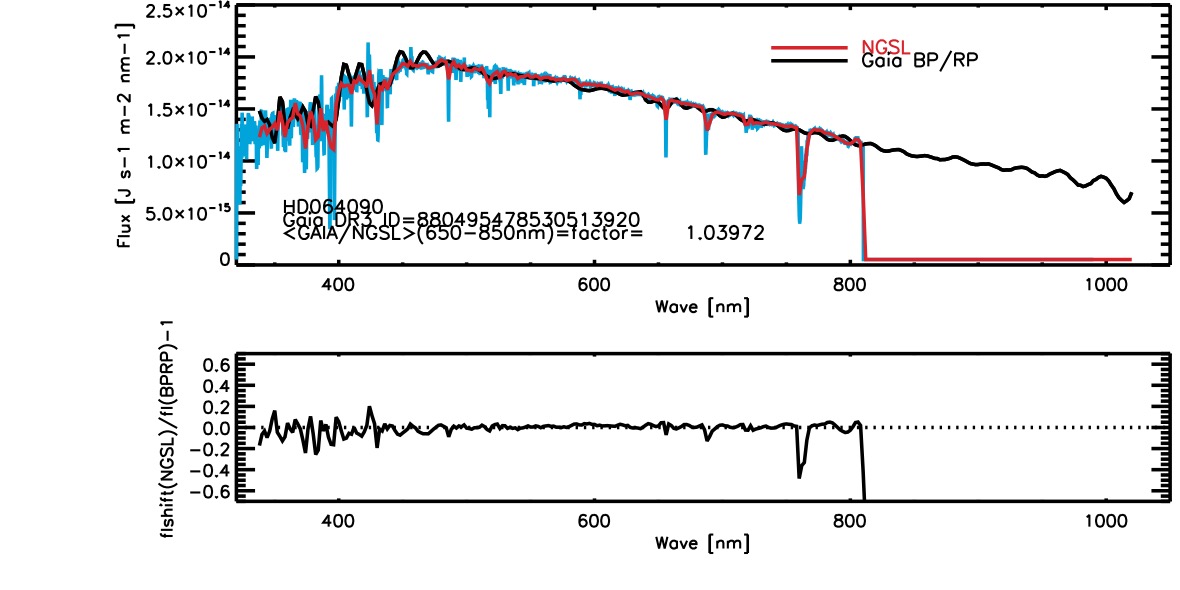 2.5×10−14
2.0×10−14
1.5×10−14
1.0×10−14
5.0×10−15
0
Flux [J s-1 m-2 nm-1]
NGSL
Gaia BP/RP
HD064090
Gaia DR3 ID=880495478530513920
<GAIA/NGSL>(650-850nm)=factor= 1.03972
400 600 800 1000
Wave [nm]
flshift(NGSL)/fl(BPRP)-1
0.6
0.4
0.2
0.0
-0.2
-0.4
-0.6
400 600 800 1000
Wave [nm]